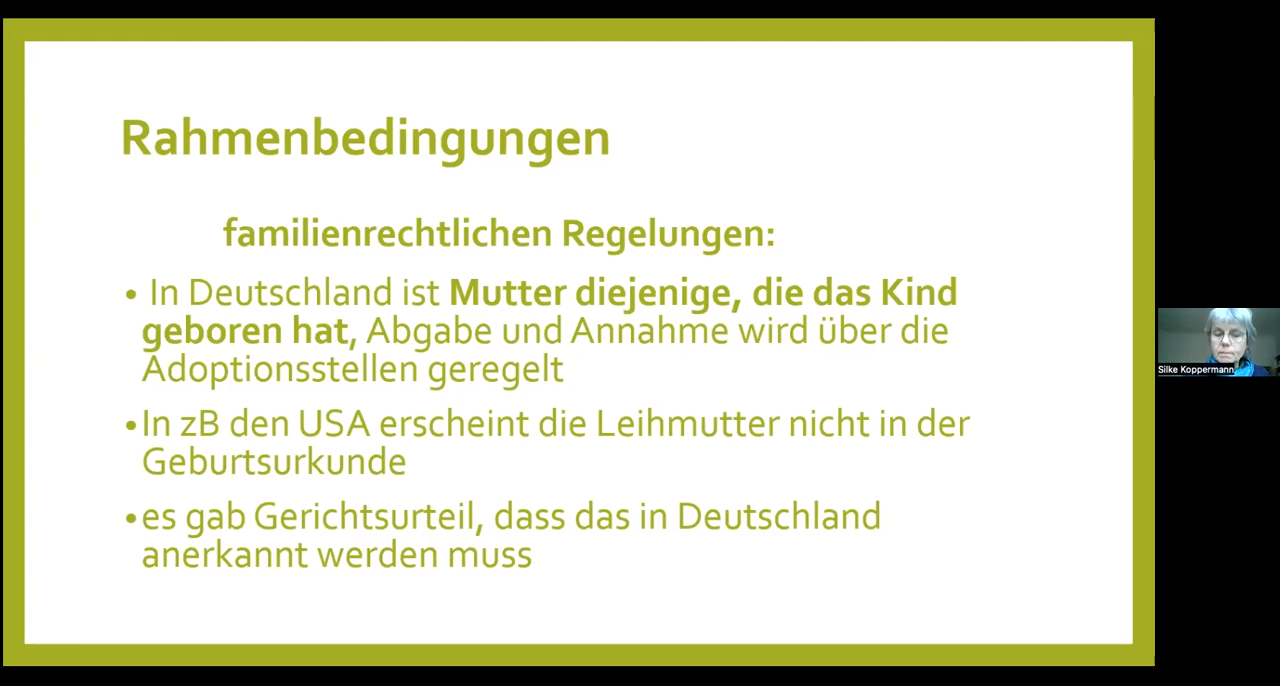 Rahmenbedingungen
familienrechtlichen Regelungen:
• In Deutschland ist Mutter diejenige, die das Kind
geboren hat, Abgabe und Annahme wird über die
Adoptionsstellen geregelt
•In zB den USA erscheint die Leihmutter nicht in der
Geburtsurkunde
•es gab Gerichtsurteil, dass das in Deutschland
anerkannt werden muss
Silke Koppermann